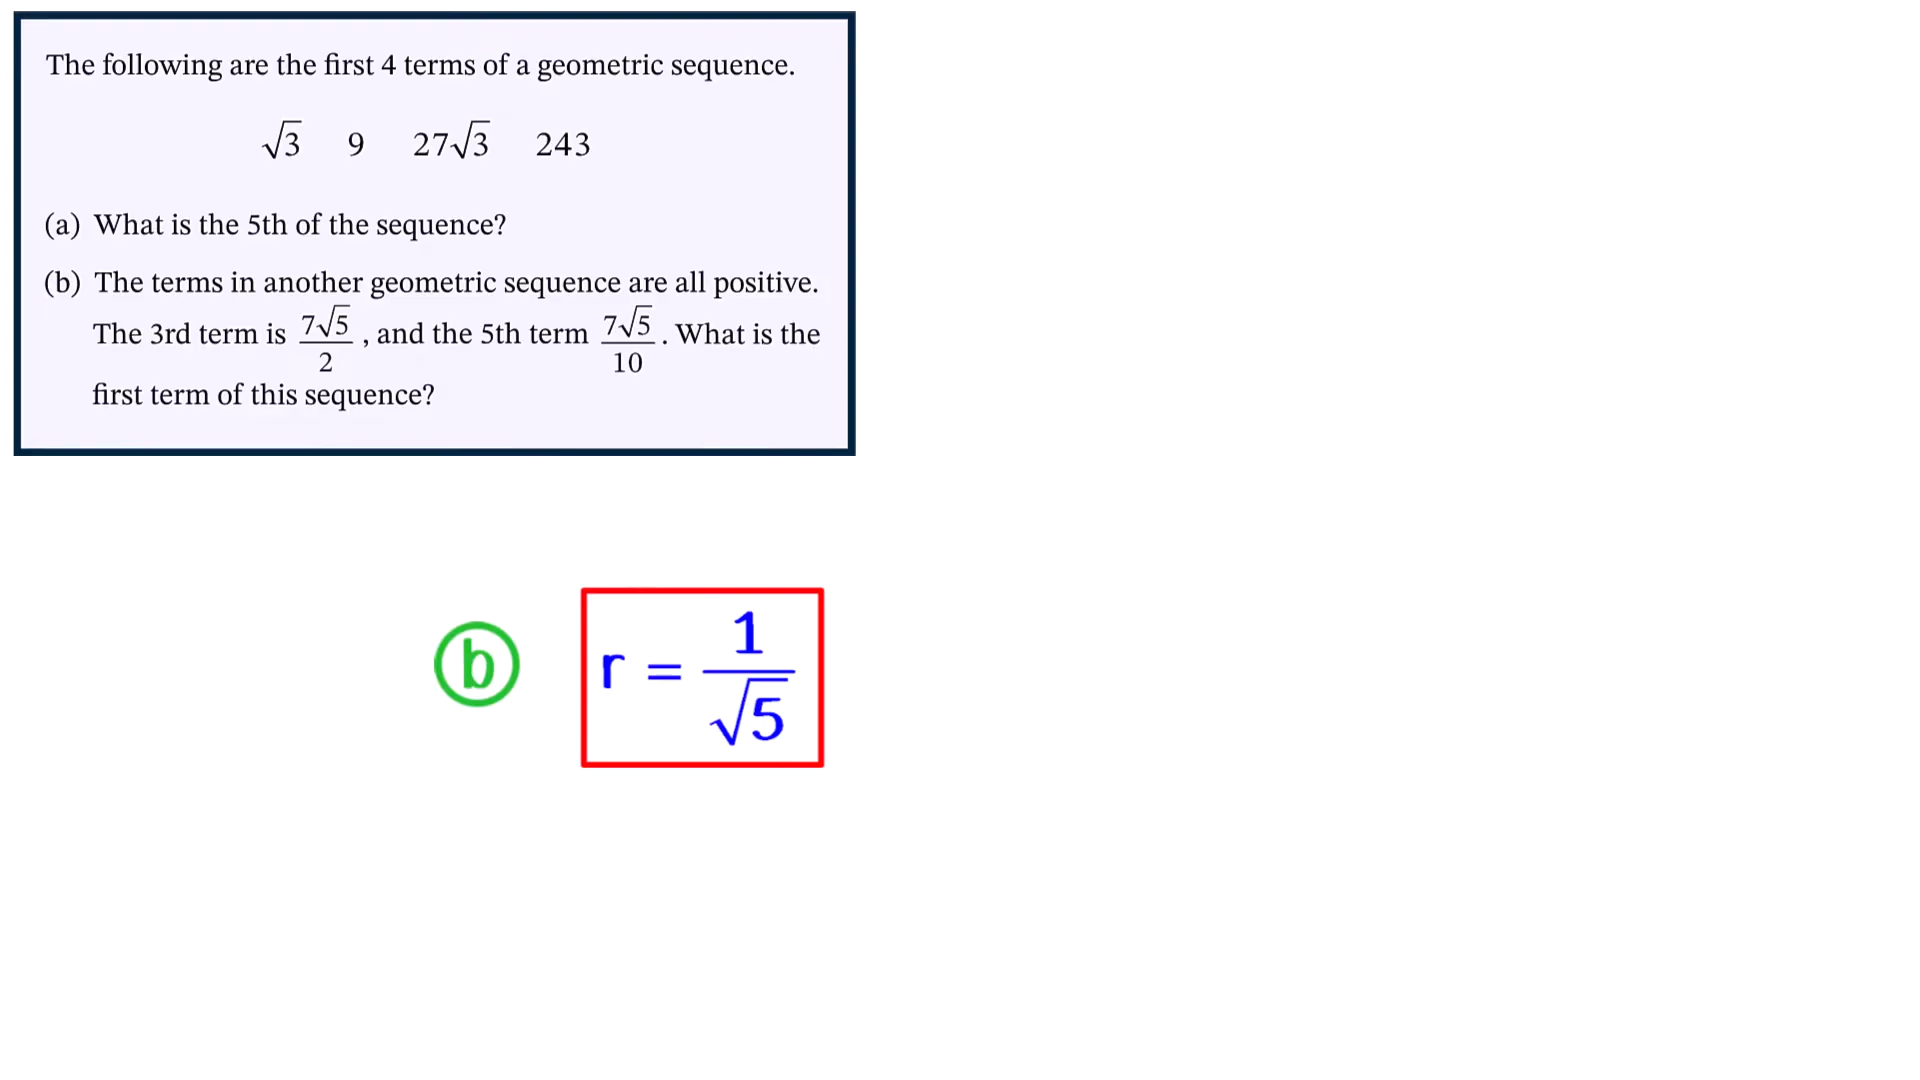 The following are the first 4 terms of a geometric sequence.
√3 9 27√3 243
(a) What is the 5th of the sequence?
(b) The terms in another geometric sequence are all positive.
The 3rd term is 7√5/2, and the 5th term 7√5/10. What is the
first term of this sequence?
b r = 1/√5